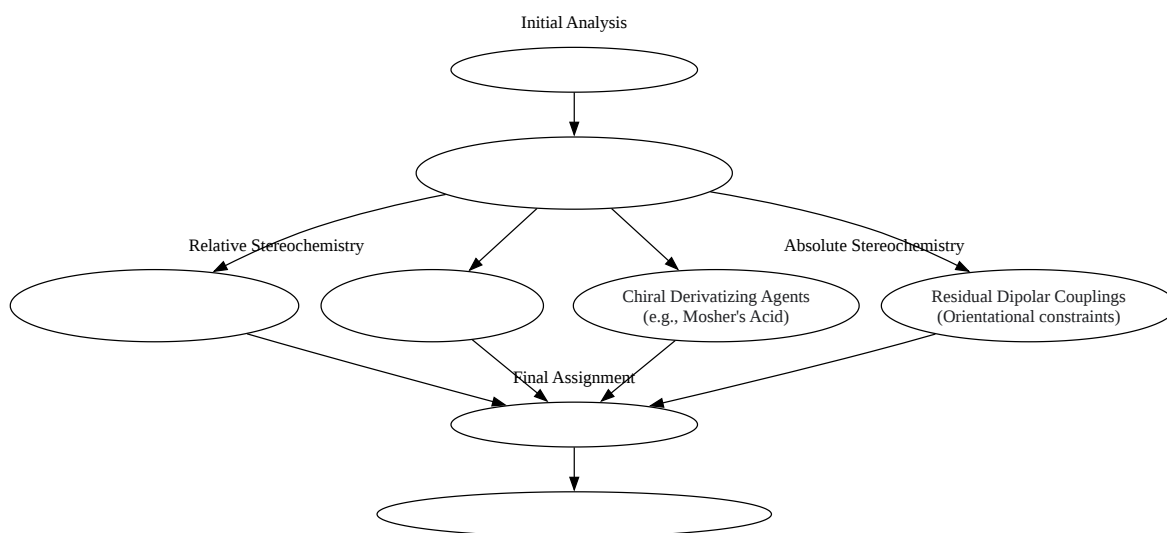 Initial Analysis
Relative Stereochemistry
Absolute Stereochemistry
Chiral Derivatizing Agents
(e.g., Mosher's Acid)
Residual Dipolar Couplings
(Orientational constraints)
Final Assignment